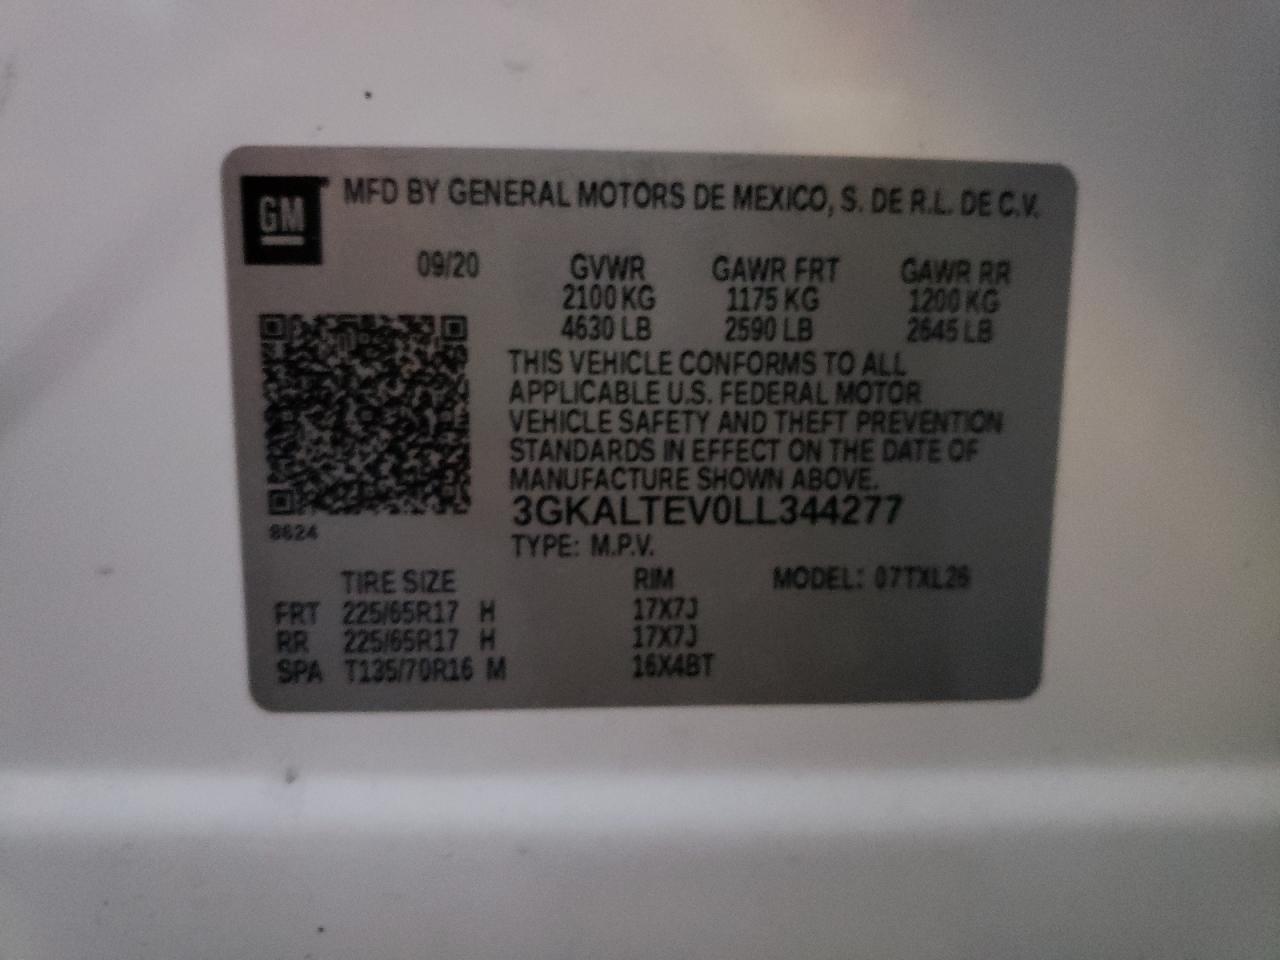 GM
MFD BY GENERAL MOTORS DE MEXICO, S. DE R.L. DE C.V.
09/20 GVWR GAWR FRT GAWR RR
2100 KG 1175 KG 1200 KG
4630 LB 2590 LB 2645 LB
THIS VEHICLE CONFORMS TO ALL
APPLICABLE U.S. FEDERAL MOTOR
VEHICLE SAFETY AND THEFT PREVENTION
STANDARDS IN EFFECT ON THE DATE OF
MANUFACTURE SHOWN ABOVE.
3GKALTEV0LL344277
8624
TYPE: M.P.V.
TIRE SIZE RIM MODEL: 07TXL26
FRT 225/65R17 H 17X7J
RR 225/65R17 H 17X7J
SPA T135/70R16 M 16X4BT